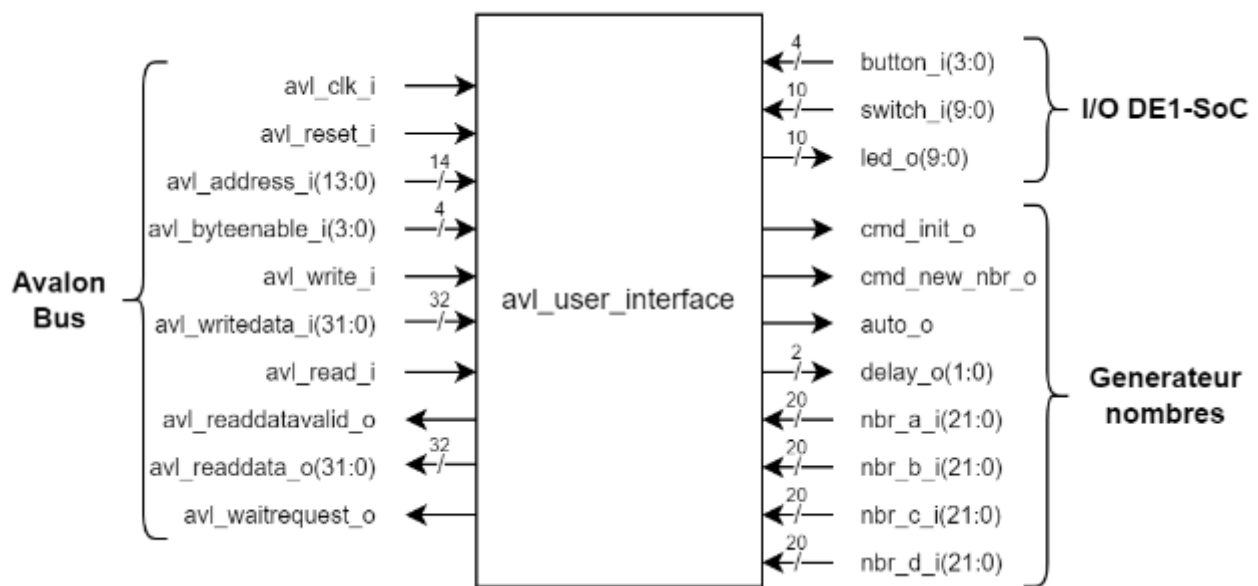 Avalon
Bus
avl_clk_i
avl_reset_i
14
avl_address_i(13:0)
4
avl_byteenable_i(3:0)
avl_write_i
32
avl_writedata_i(31:0)
avl_read_i
avl_readdatavalid_o
32
avl_readdata_o(31:0)
avl_waitrequest_o
avl_user_interface
4
button_i(3:0)
10
switch_i(9:0)
10
led_o(9:0)
I/O DE1-SoC
cmd_init_o
cmd_new_nbr_o
auto_o
2
delay_o(1:0)
20
nbr_a_i(21:0)
20
nbr_b_i(21:0)
20
nbr_c_i(21:0)
20
nbr_d_i(21:0)
Generateur
nombres